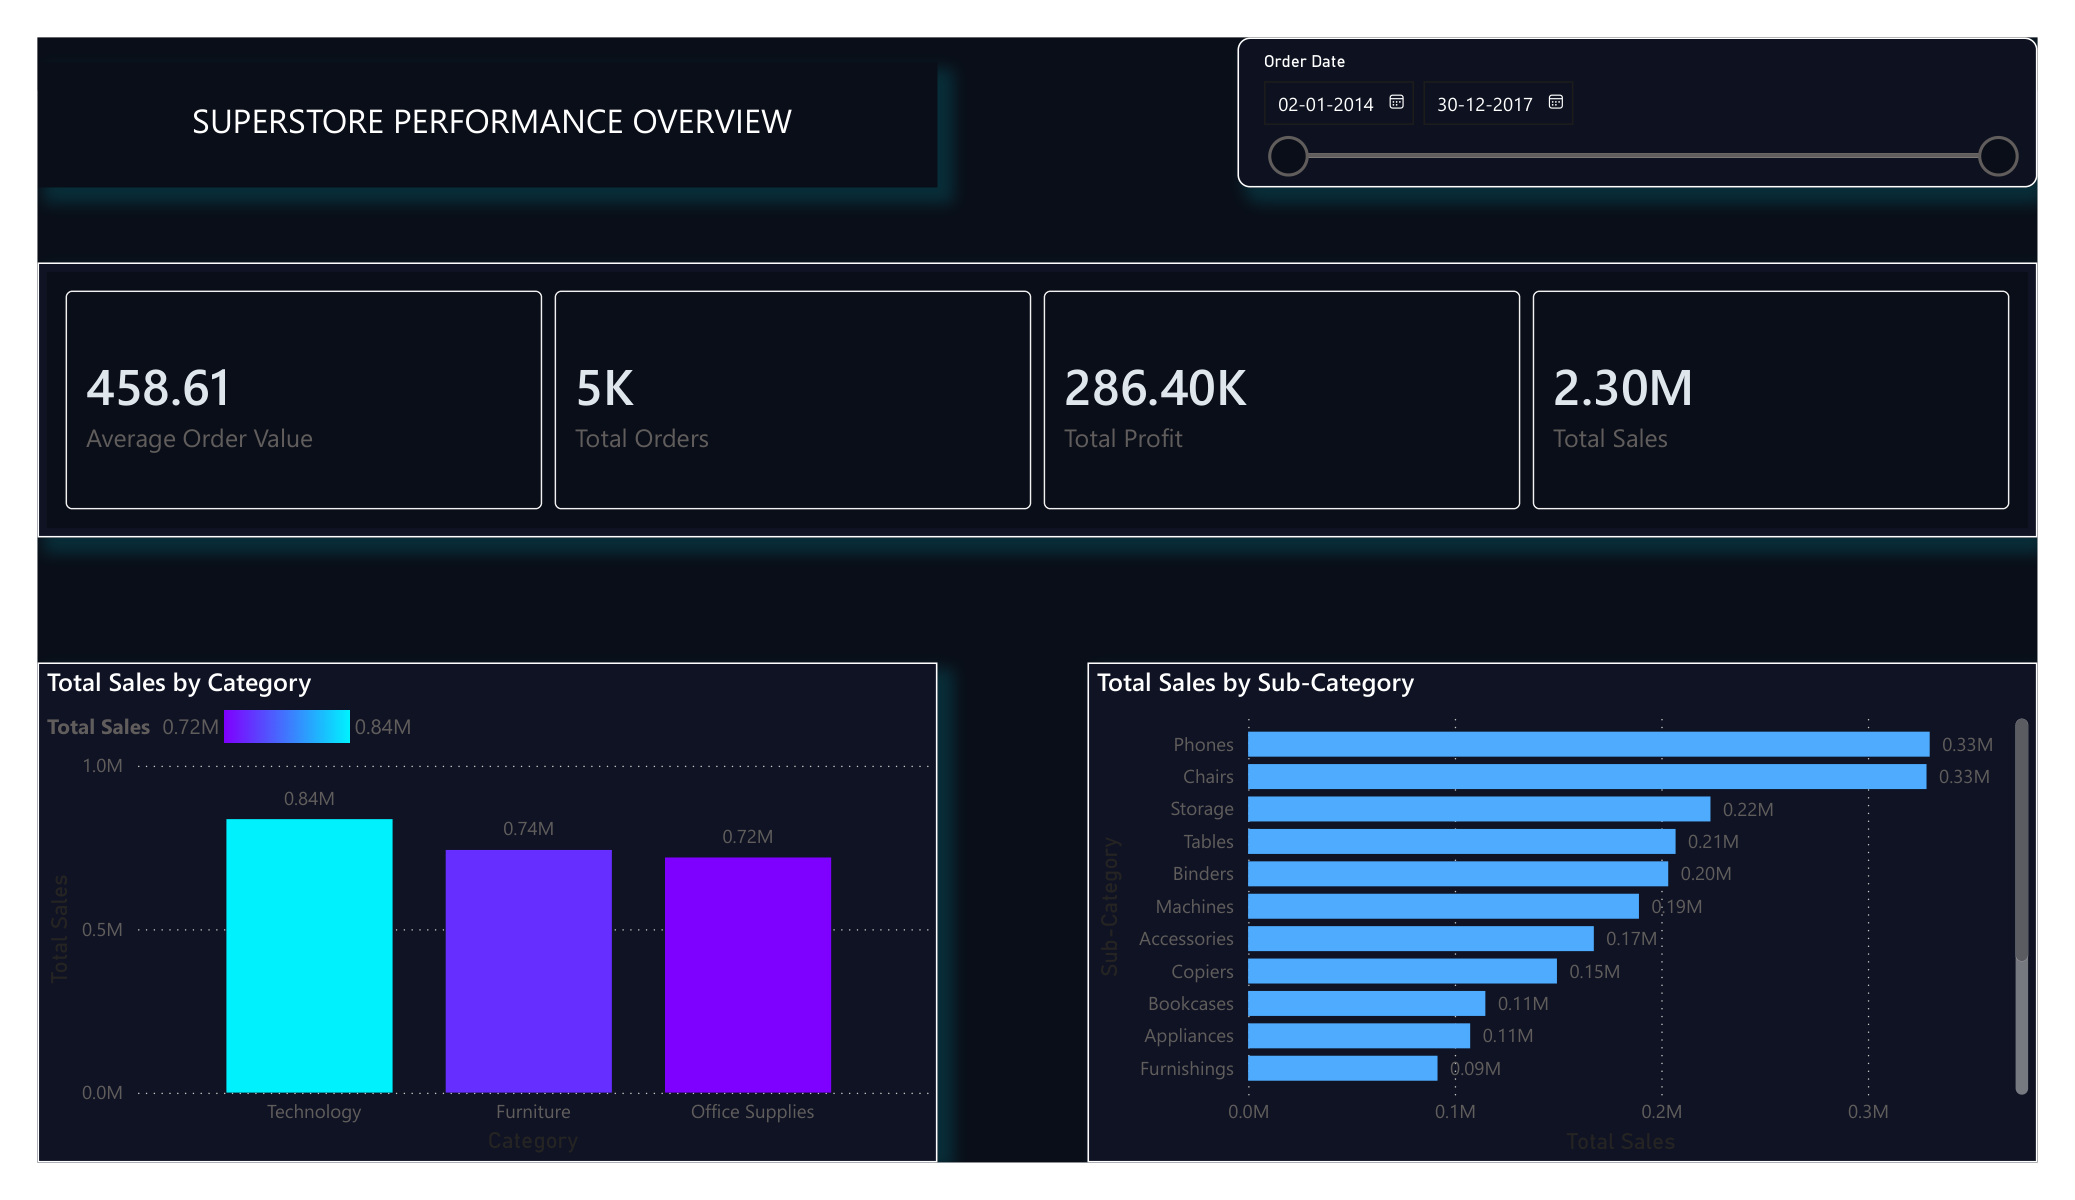 SUPERSTORE PERFORMANCE OVERVIEW
Order Date
02-01-2014
30-12-2017
458.61
Average Order Value
5K
Total Orders
286.40K
Total Profit
2.30M
Total Sales
Total Sales by Category
Total Sales 0.72M 0.84M
1.0M
0.5M
0.0M
Total Sales
0.84M
0.74M
0.72M
Technology
Furniture
Office Supplies
Category
Total Sales by Sub-Category
Sub-Category
Phones 0.33M
Chairs 0.33M
Storage 0.22M
Tables 0.21M
Binders 0.20M
Machines 0.19M
Accessories 0.17M
Copiers 0.15M
Bookcases 0.11M
Appliances 0.11M
Furnishings 0.09M
0.0M 0.1M 0.2M 0.3M
Total Sales